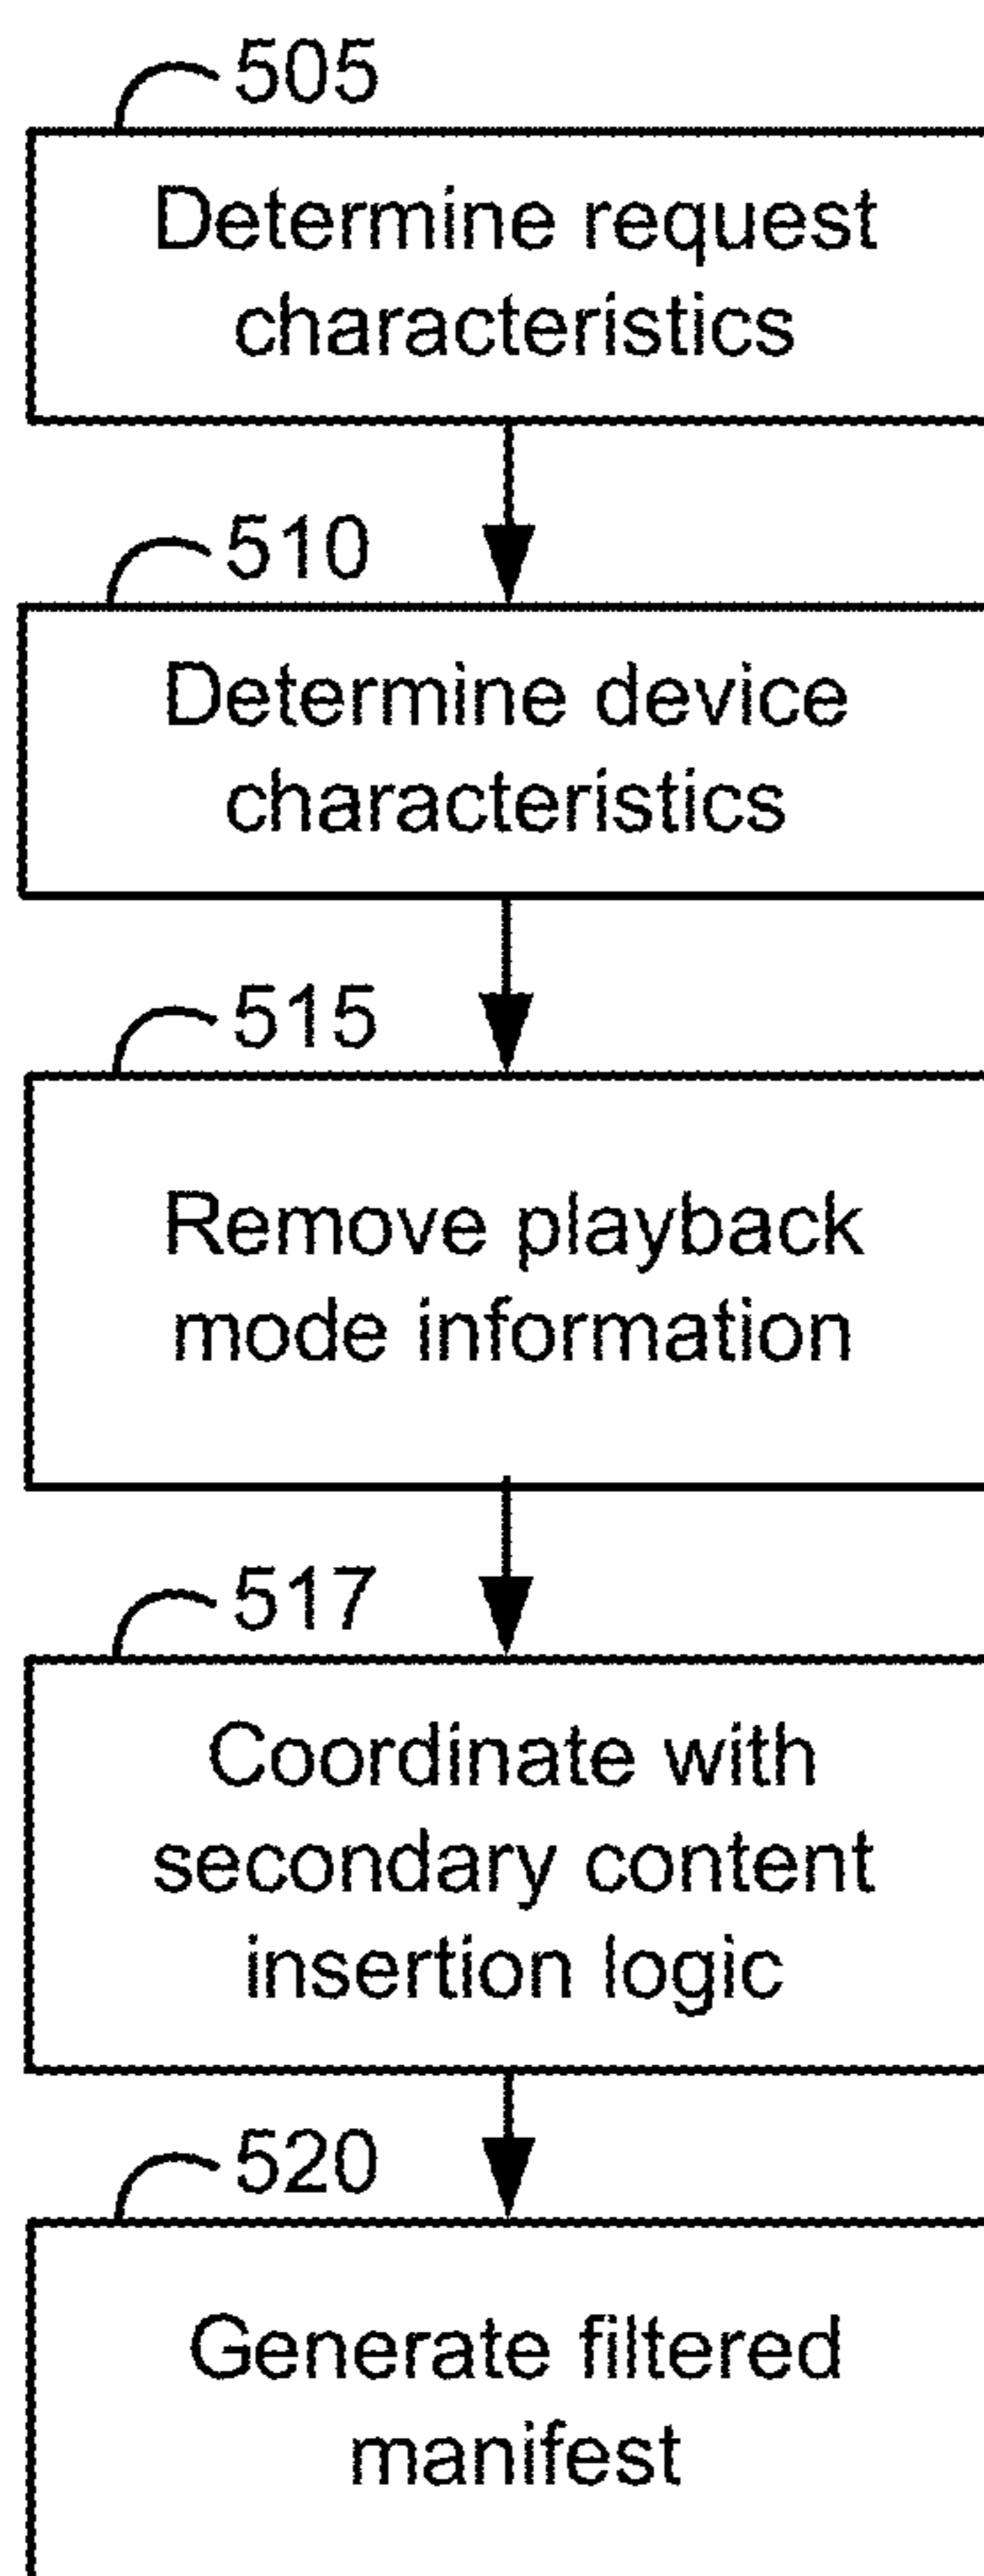 505
Determine request
characteristics
510
Determine device
characteristics
515
Remove playback
mode information
517
Coordinate with
secondary content
insertion logic
520
Generate filtered
manifest